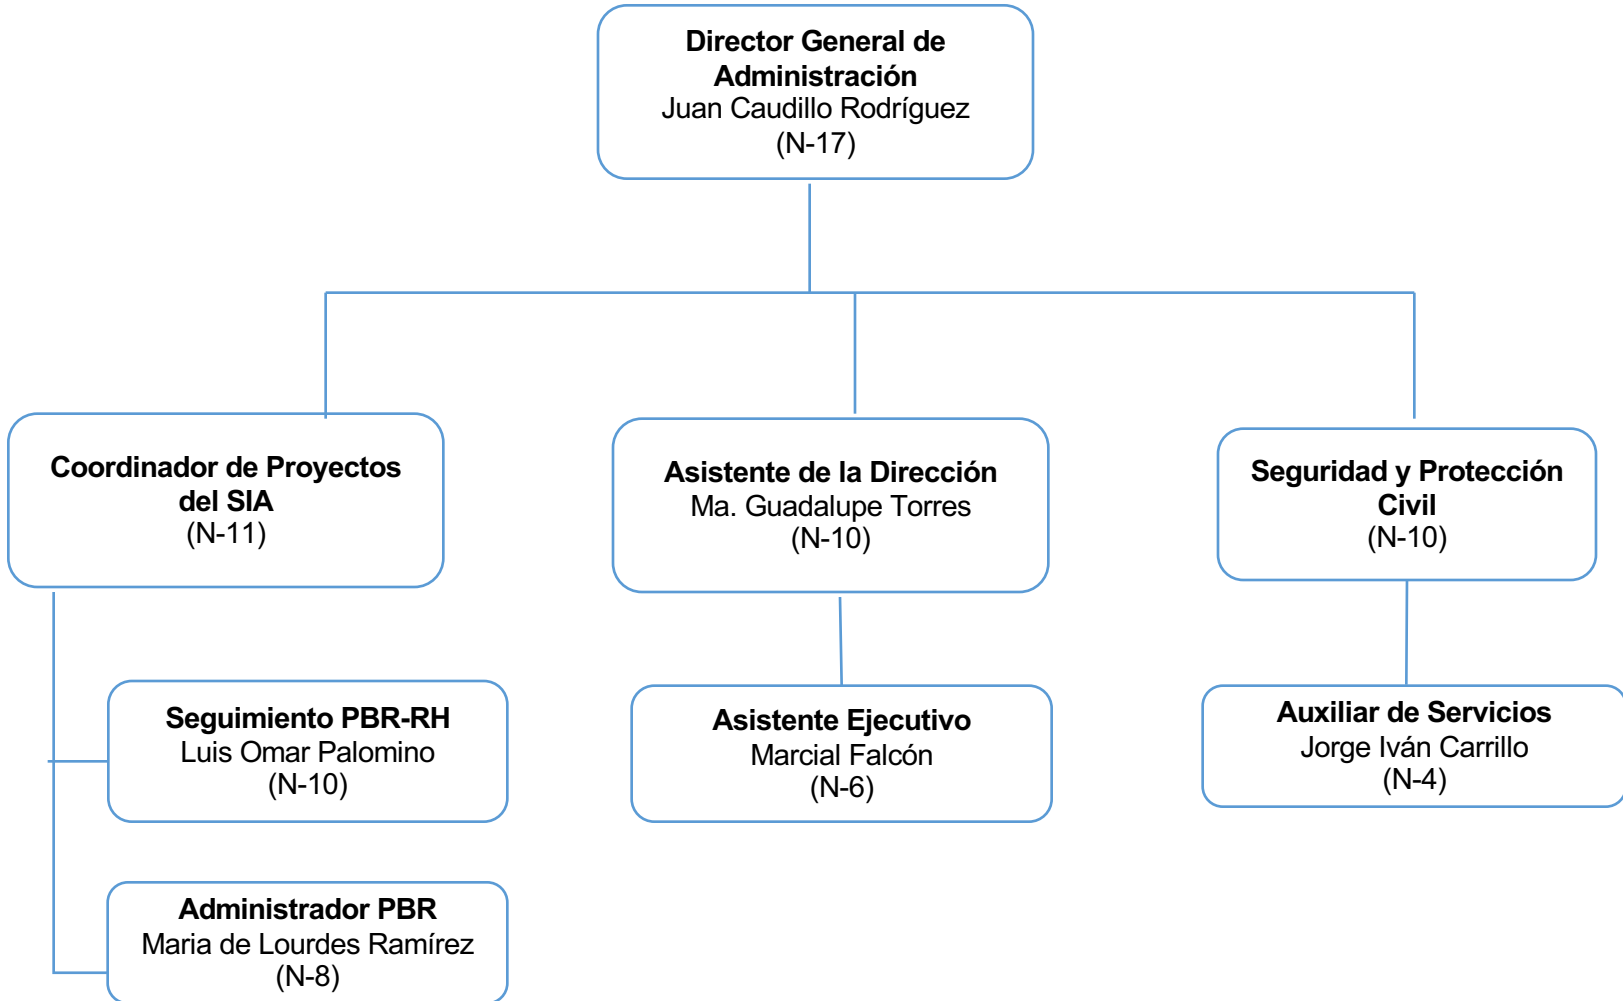 Director General de
Administración
Juan Caudillo Rodríguez
(N-17)
Coordinador de Proyectos
del SIA
(N-11)
Asistente de la Dirección
Ma. Guadalupe Torres
(N-10)
Seguridad y Protección
Civil
(N-10)
Seguimiento PBR-RH
Luis Omar Palomino
(N-10)
Asistente Ejecutivo
Marcial Falcón
(N-6)
Auxiliar de Servicios
Jorge Iván Carrillo
(N-4)
Administrador PBR
Maria de Lourdes Ramírez
(N-8)